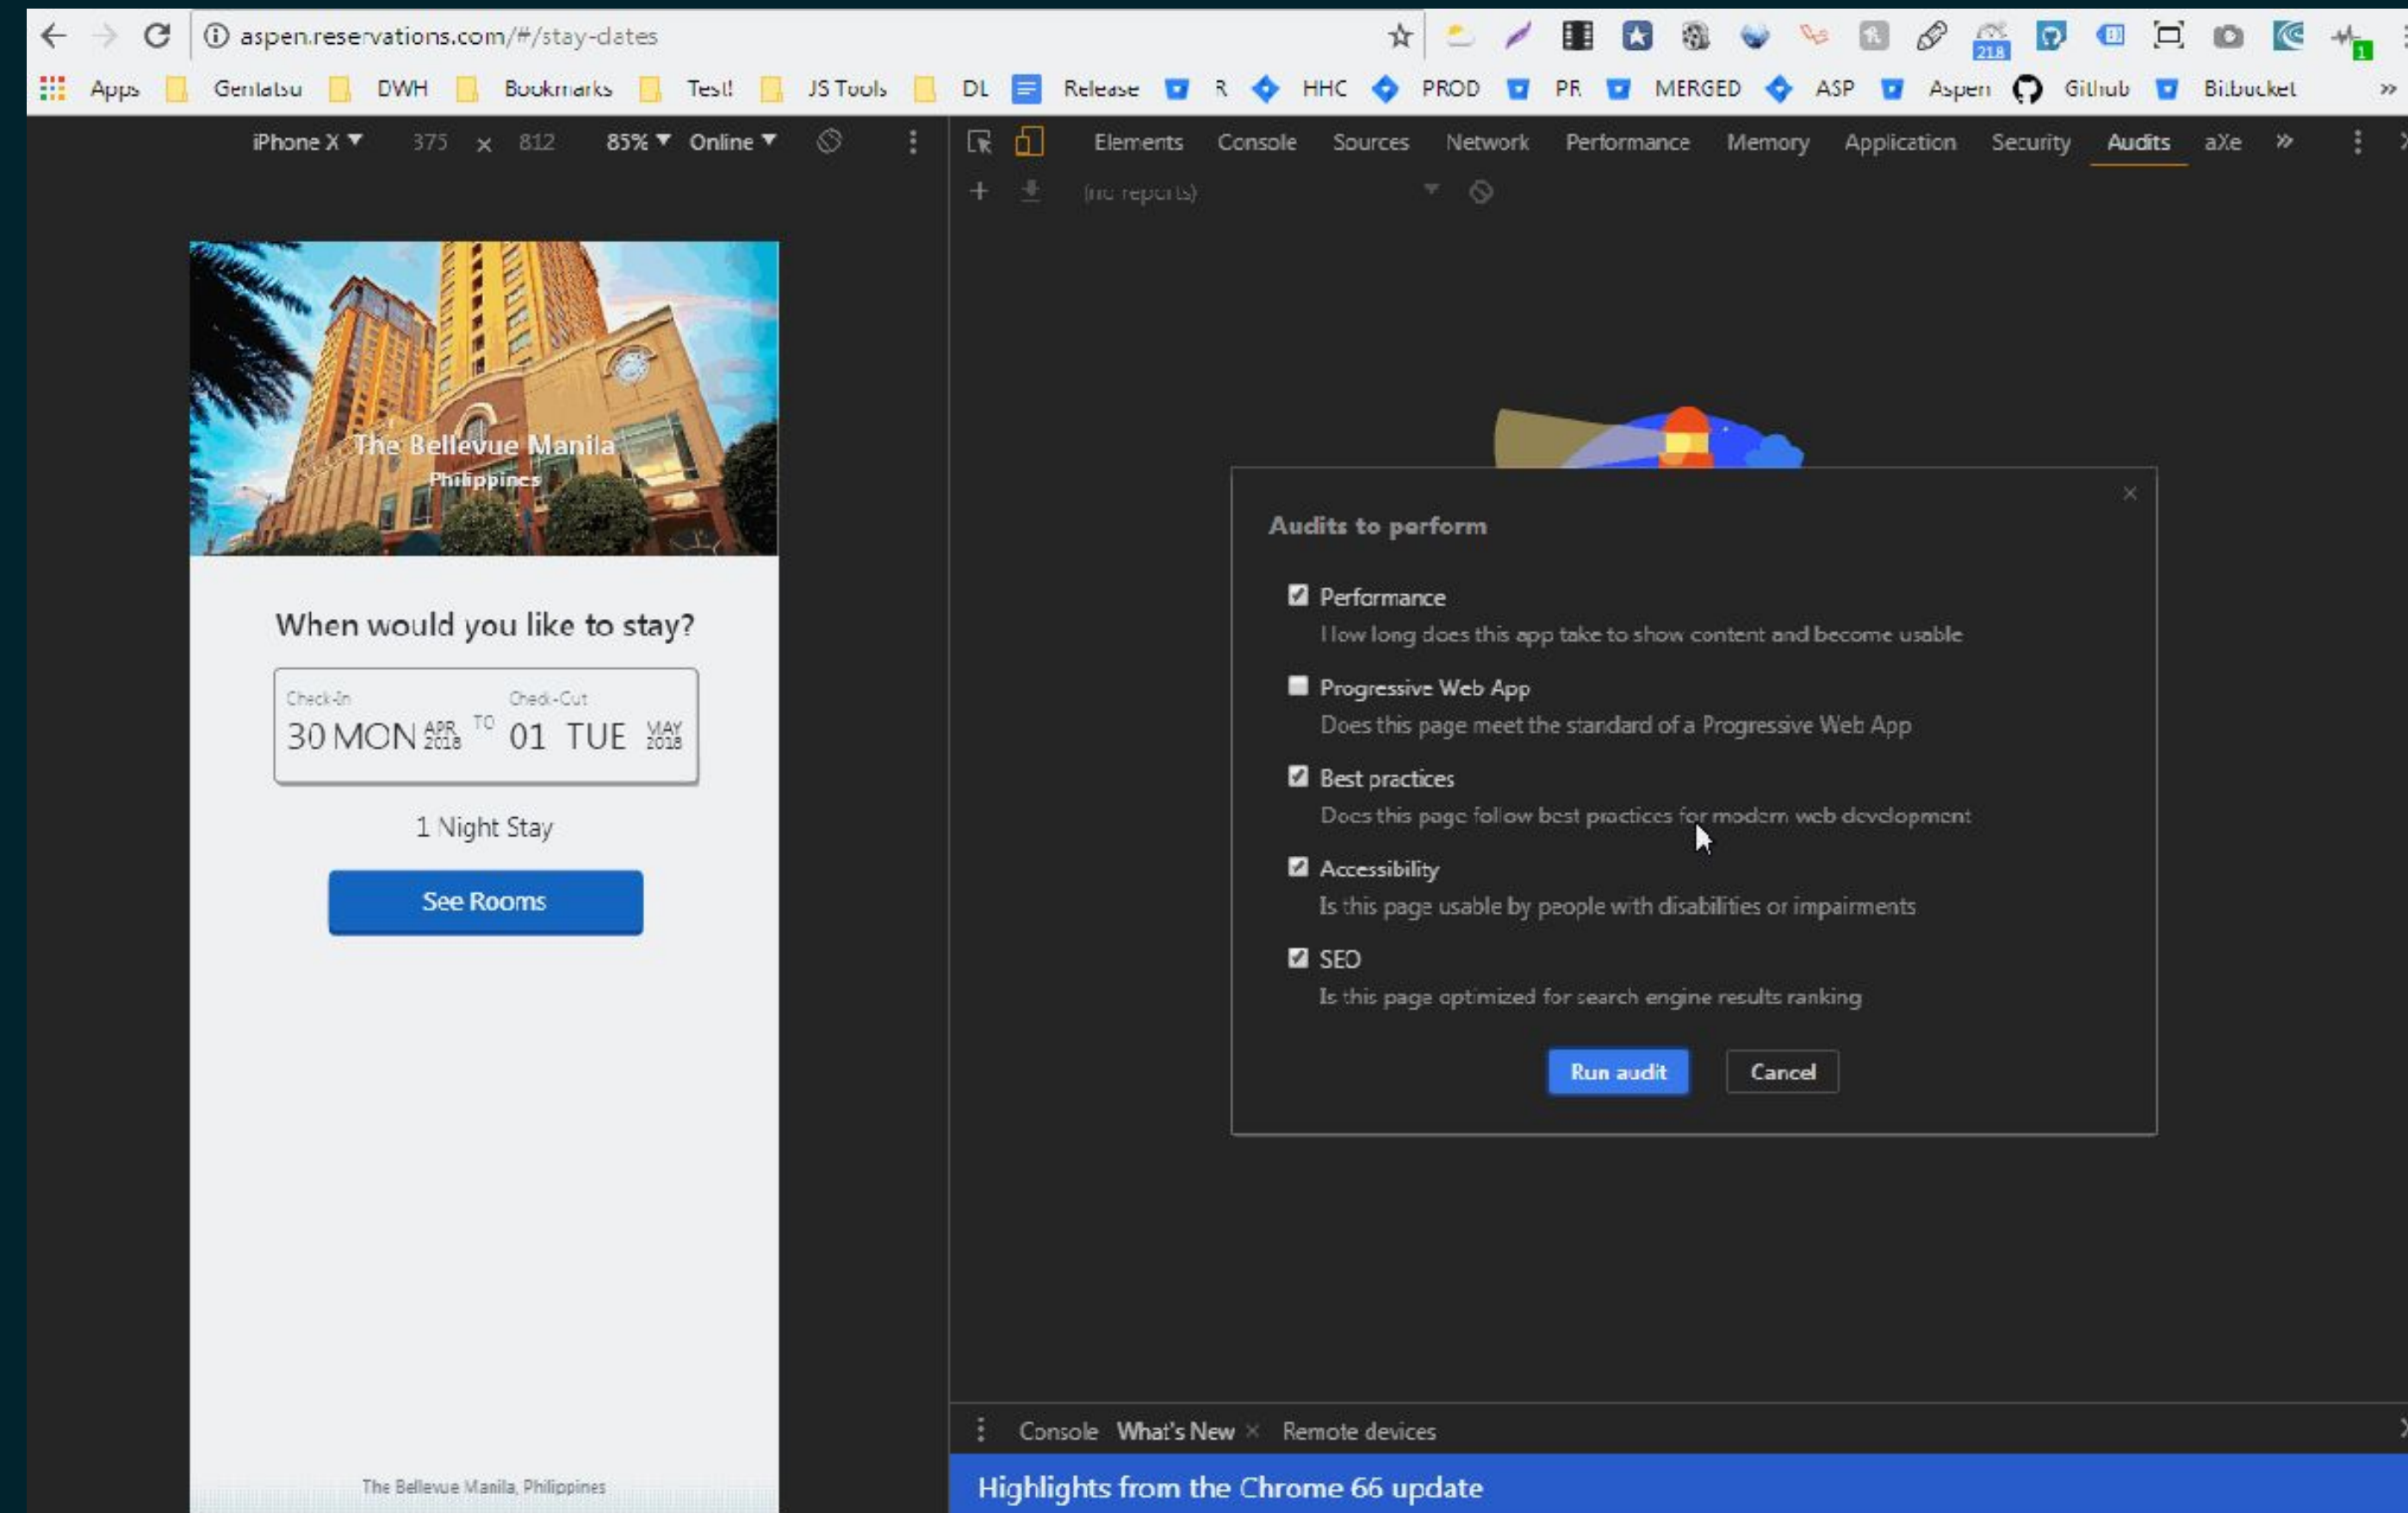 aspen.reservations.com/#/stay-dates
218
1
Apps Gentatsu DWH Bookmarks Test! JS Tools DL Release R HHC PROD PR MERGED ASP Aspen Github Bitbucket »
iPhone X ▼ 375 × 812 85% ▼ Online ▼
Elements Console Sources Network Performance Memory Application Security Audits aXe »
(no reports)
The Bellevue Manila
Philippines
When would you like to stay?
Check-In Check-Out
30 MON APR 2018 TO 01 TUE MAY 2018
1 Night Stay
See Rooms
The Bellevue Manila, Philippines
Audits to perform
Performance
How long does this app take to show content and become usable
Progressive Web App
Does this page meet the standard of a Progressive Web App
Best practices
Does this page follow best practices for modern web development
Accessibility
Is this page usable by people with disabilities or impairments
SEO
Is this page optimized for search engine results ranking
Run audit Cancel
Console What's New × Remote devices
Highlights from the Chrome 66 update